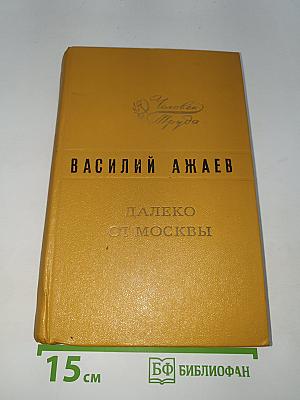 Человек
Труда
ВАСИЛИЙ АЖАЕВ
ДАЛЕКО
ОТ МОСКВЫ
15 см
БФ БИБЛИОФАН